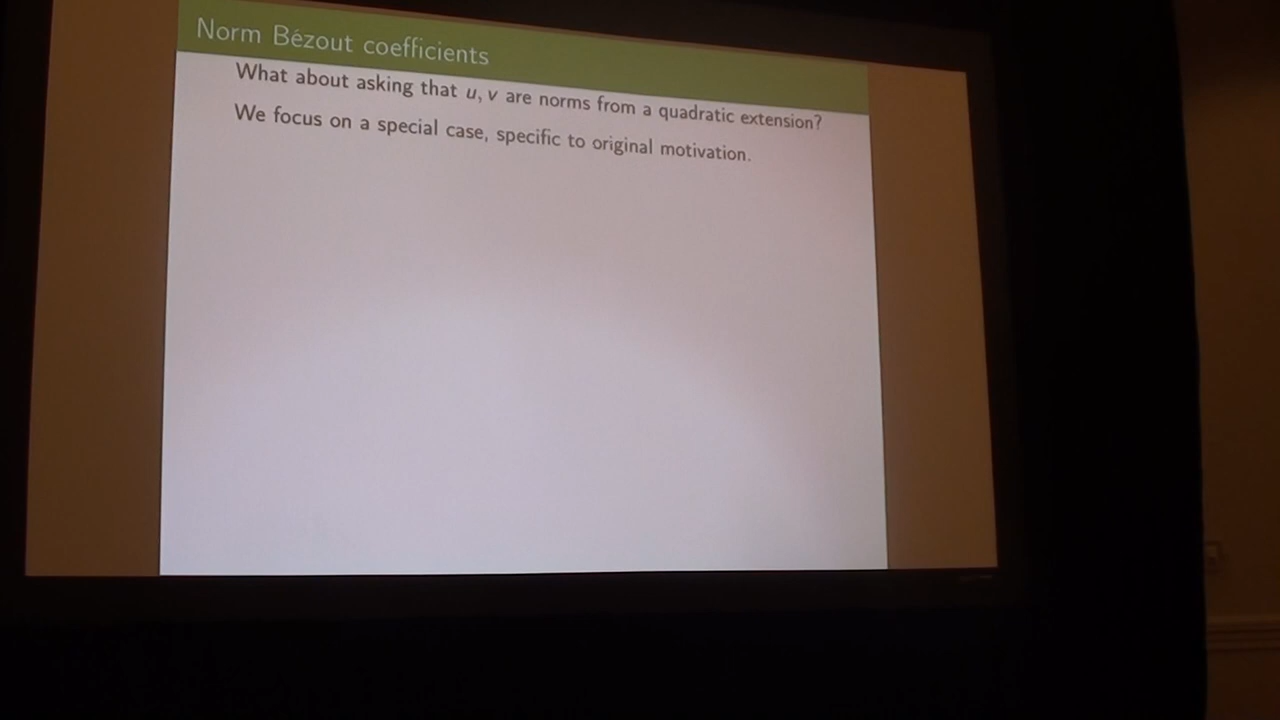 Norm Bézout coefficients
What about asking that u, v are norms from a quadratic extension?
We focus on a special case, specific to original motivation.